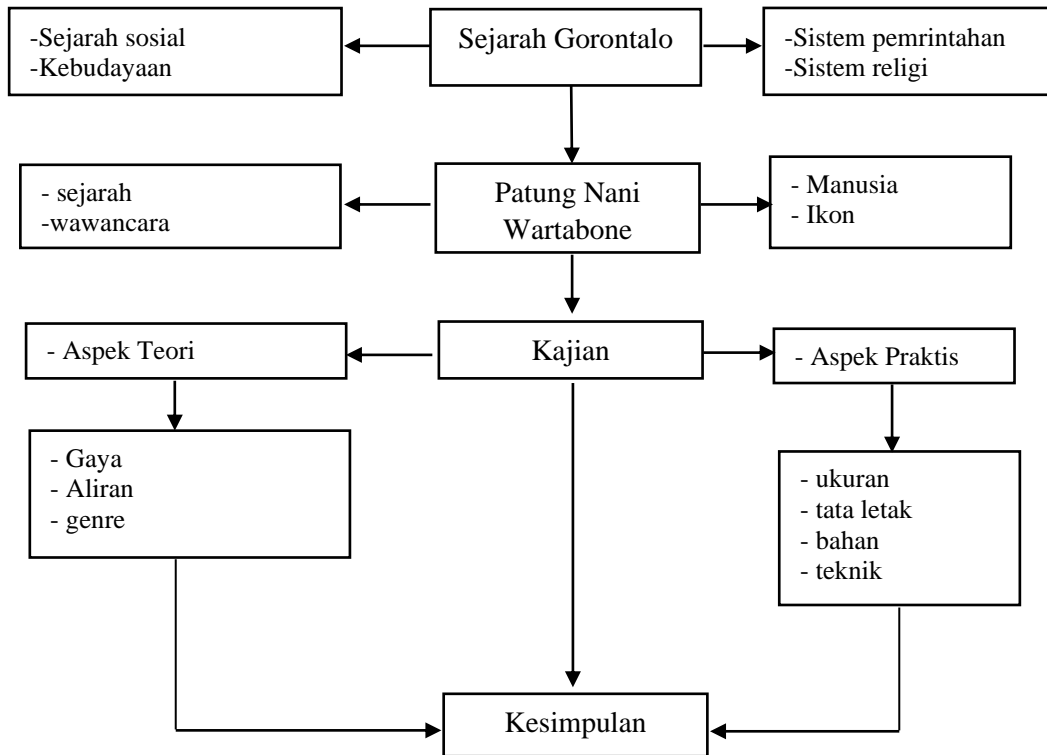 -Sejarah sosial
-Kebudayaan
Sejarah Gorontalo
-Sistem pemrintahan
-Sistem religi
- sejarah
-wawancara
Patung Nani
Wartabone
- Manusia
- Ikon
- Aspek Teori
Kajian
- Aspek Praktis
- Gaya
- Aliran
- genre
- ukuran
- tata letak
- bahan
- teknik
Kesimpulan